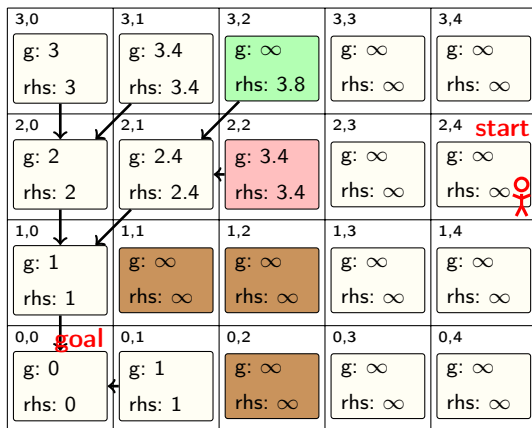 3,0 3,1 3,2 3,3 3,4
g: 3 g: 3.4 g: ∞ g: ∞ g: ∞
rhs: 3 rhs: 3.4 rhs: 3.8 rhs: ∞ rhs: ∞
2,0 2,1 2,2 2,3 2,4 start
g: 2 g: 2.4 g: 3.4 g: ∞ g: ∞
rhs: 2 rhs: 2.4 rhs: 3.4 rhs: ∞ rhs: ∞
1,0 1,1 1,2 1,3 1,4
g: 1 g: ∞ g: ∞ g: ∞ g: ∞
rhs: 1 rhs: ∞ rhs: ∞ rhs: ∞ rhs: ∞
0,0 goal 0,1 0,2 0,3 0,4
g: 0 g: 1 g: ∞ g: ∞ g: ∞
rhs: 0 rhs: 1 rhs: ∞ rhs: ∞ rhs: ∞